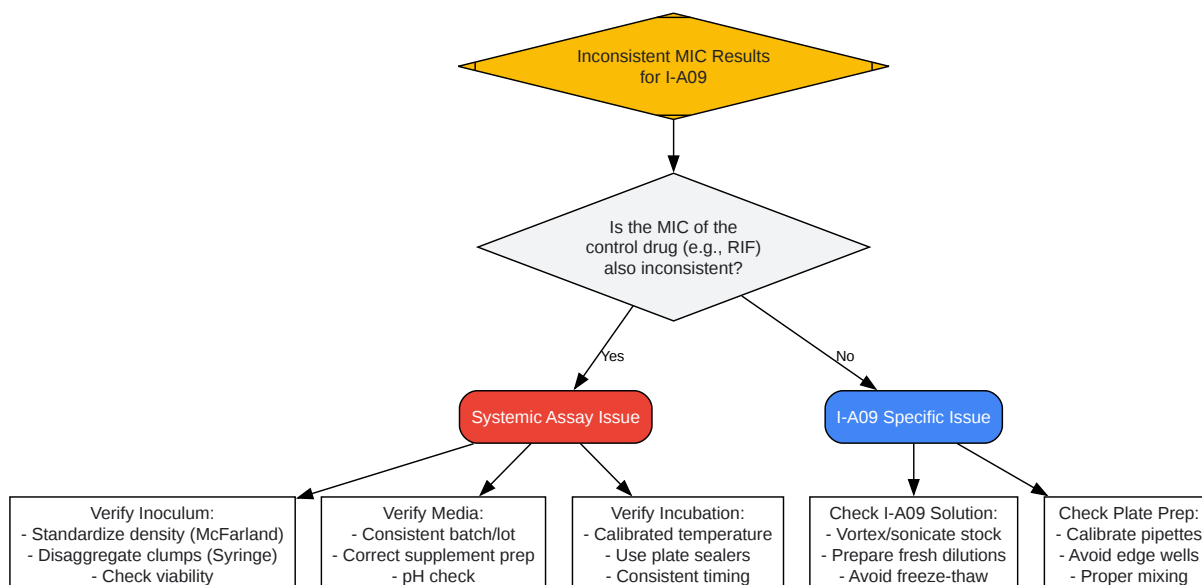 Inconsistent MIC Results
for I-A09
Is the MIC of the
control drug (e.g., RIF)
also inconsistent?
Yes
No
Systemic Assay Issue
I-A09 Specific Issue
Verify Inoculum:
- Standardize density (McFarland)
- Disaggregate clumps (Syringe)
- Check viability
Verify Media:
- Consistent batch/lot
- Correct supplement prep
- pH check
Verify Incubation:
- Calibrated temperature
- Use plate sealers
- Consistent timing
Check I-A09 Solution:
- Vortex/sonicate stock
- Prepare fresh dilutions
- Avoid freeze-thaw
Check Plate Prep:
- Calibrate pipettes
- Avoid edge wells
- Proper mixing